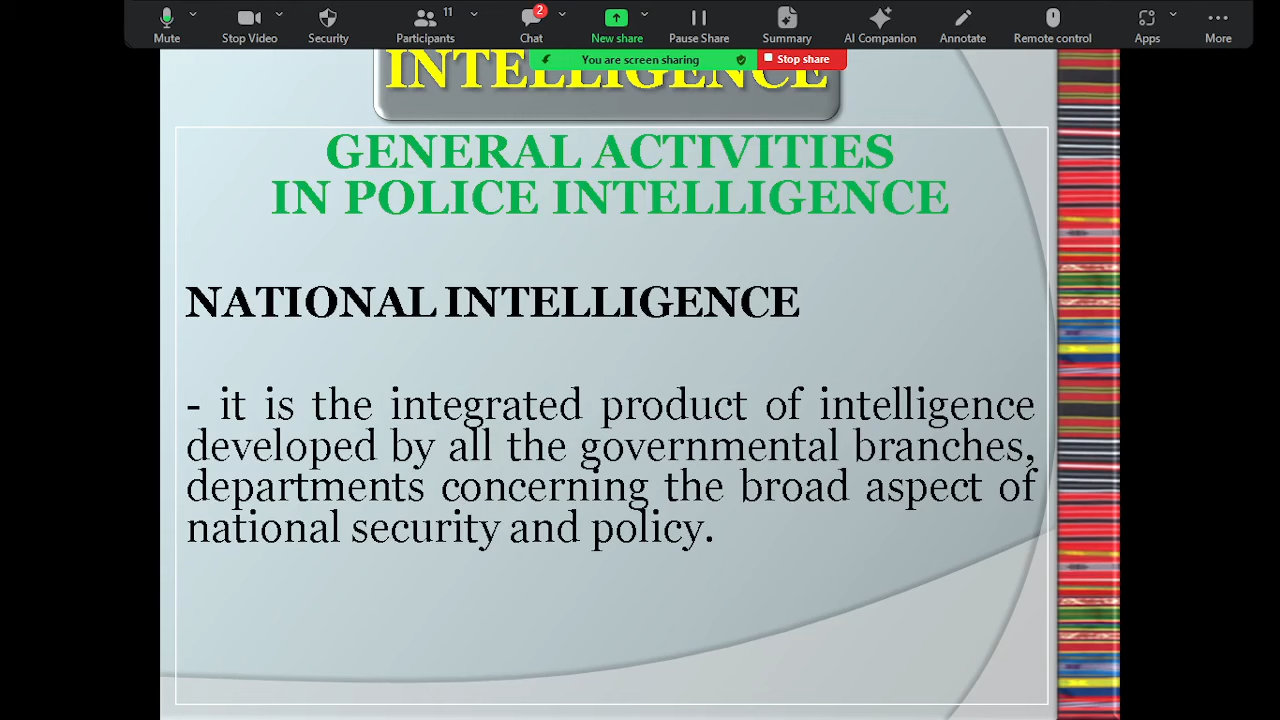 Mute
Stop Video
Security
Participants
11
Chat
2
New share
Pause Share
Summary
AI Companion
Annotate
Remote control
Apps
More
You are screen sharing
Stop share
INTELLIGENCE
GENERAL ACTIVITIES
IN POLICE INTELLIGENCE
NATIONAL INTELLIGENCE
- it is the integrated product of intelligence
developed by all the governmental branches,
departments concerning the broad aspect of
national security and policy.